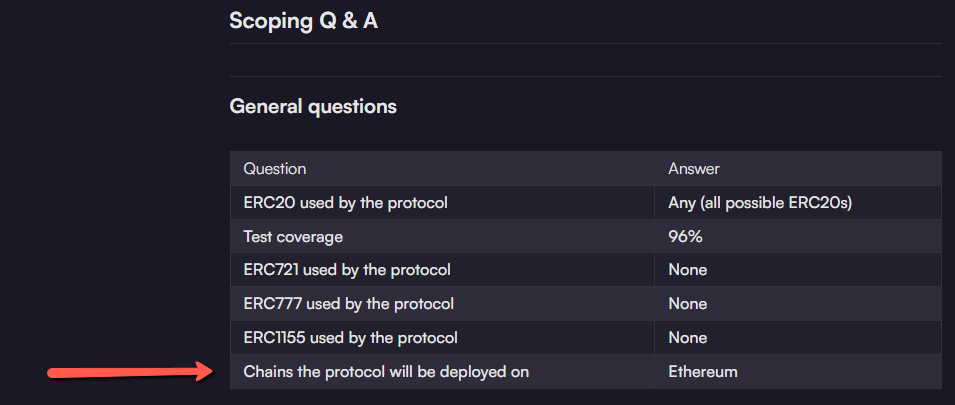 Scoping Q & A
General questions
Question Answer
ERC20 used by the protocol Any (all possible ERC20s)
Test coverage 96%
ERC721 used by the protocol None
ERC777 used by the protocol None
ERC1155 used by the protocol None
Chains the protocol will be deployed on Ethereum